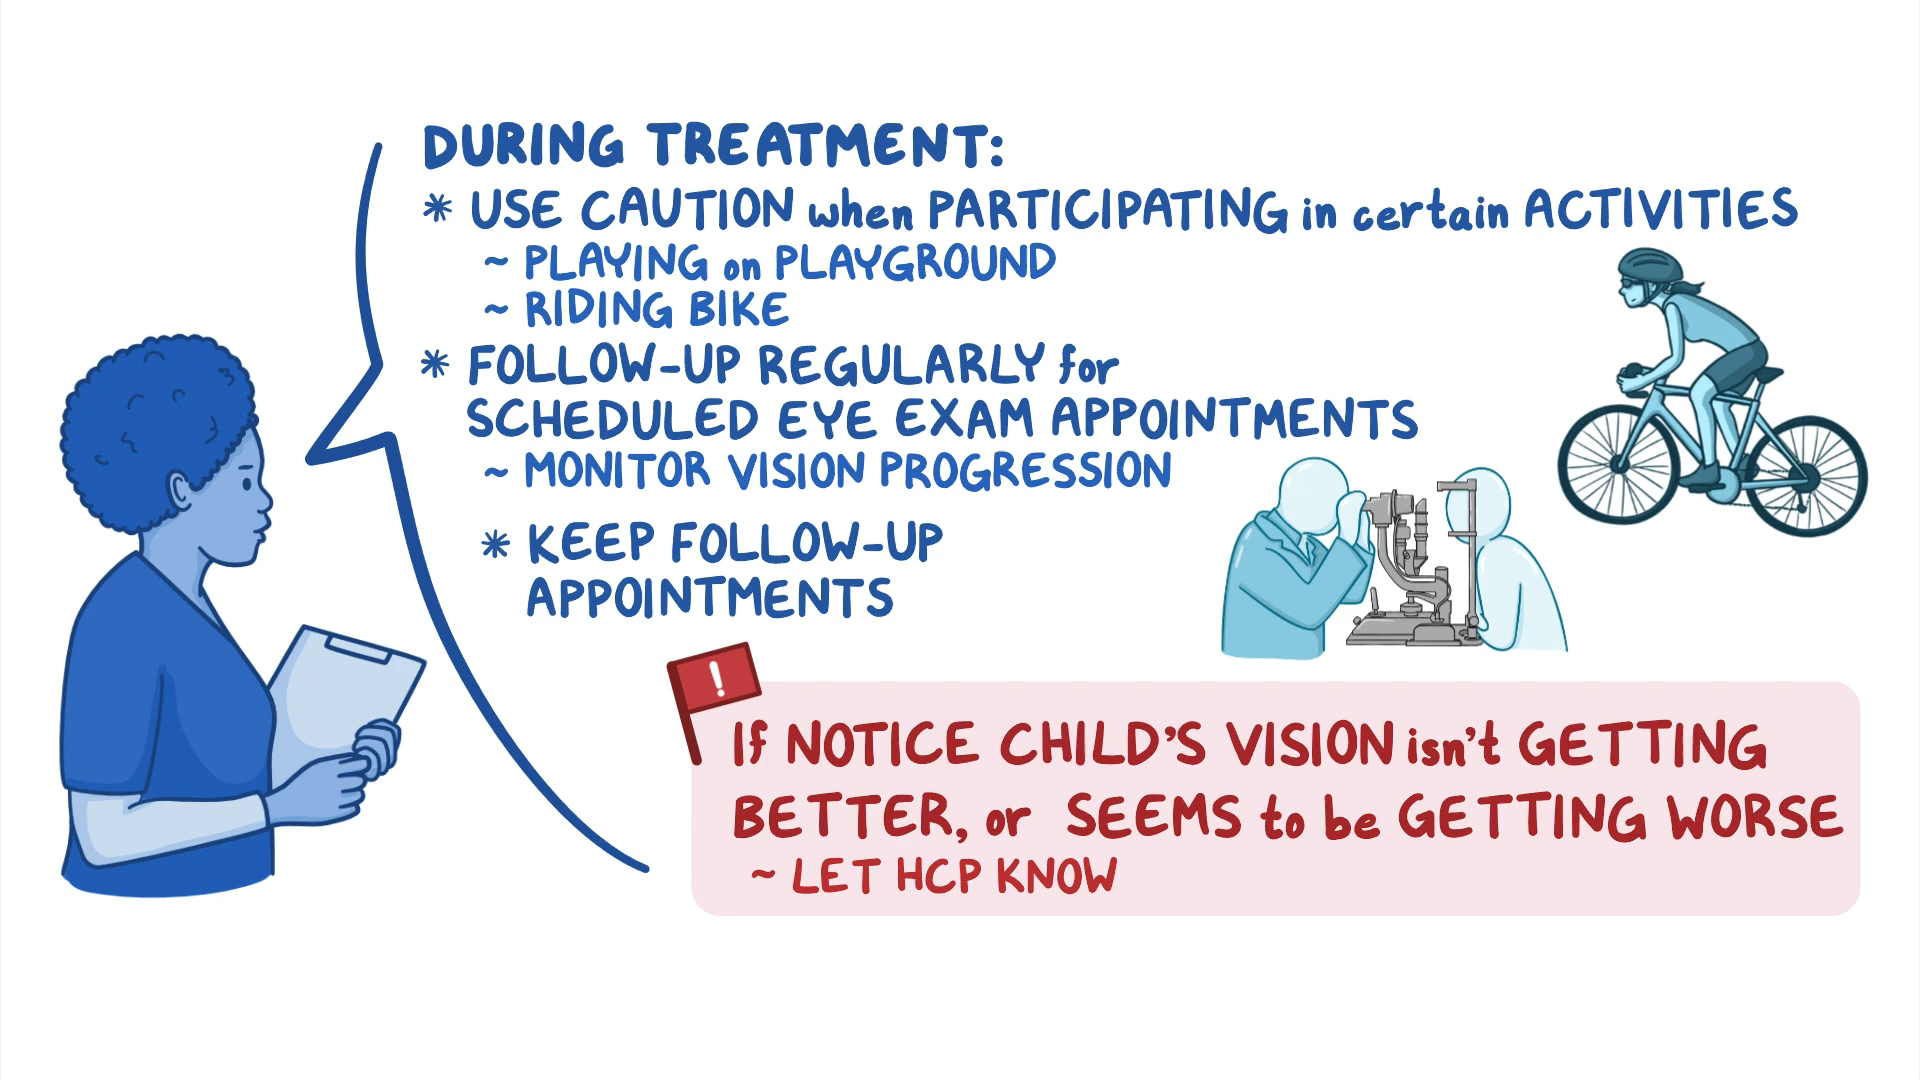 DURING TREATMENT:
* USE CAUTION when PARTICIPATING in certain ACTIVITIES
~ PLAYING on PLAYGROUND
~ RIDING BIKE
* FOLLOW-UP REGULARLY for
SCHEDULED EYE EXAM APPOINTMENTS
~ MONITOR VISION PROGRESSION
* KEEP FOLLOW-UP
APPOINTMENTS
!
If NOTICE CHILD'S VISION isn't GETTING
BETTER, or SEEMS to be GETTING WORSE
~ LET HCP KNOW